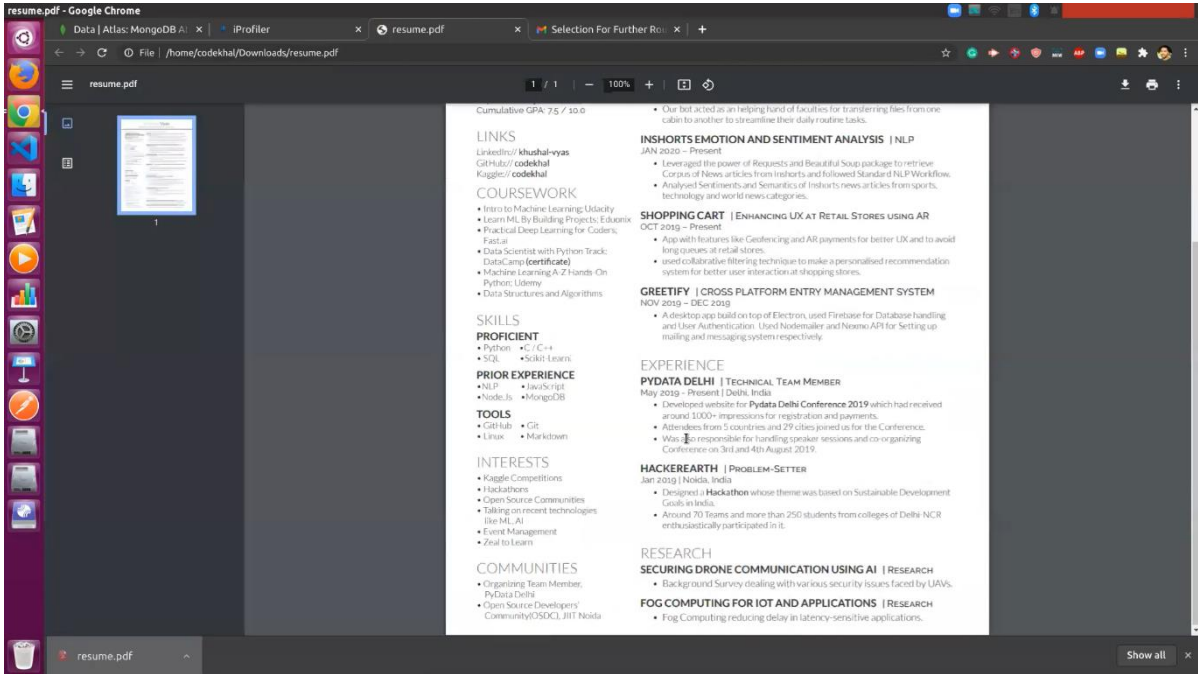 resume.pdf - Google Chrome
Data | Atlas: MongoDB At
iProfiler
resume.pdf
Selection For Further Rou
File | /home/codekhal/Downloads/resume.pdf
resume.pdf
1 / 1
100%
1
Cumulative GPA: 7.5 / 10.0
LINKS
LinkedIn:// khushal-vyas
GitHub:// codekhal
Kaggle:// codekhal
COURSEWORK
• Intro to Machine Learning; Udacity
• Learn ML By Building Projects; Eduonix
• Practical Deep Learning for Coders;
Fast.ai
• Data Scientist with Python Track;
DataCamp (certificate)
• Machine Learning A-Z Hands-On
Python; Udemy
• Data Structures and Algorithms
SKILLS
PROFICIENT
• Python • C / C++
• SQL • Scikit-Learn
PRIOR EXPERIENCE
• NLP • JavaScript
• Node.Js • MongoDB
TOOLS
• GitHub • Git
• Linux • Markdown
INTERESTS
• Kaggle Competitions
• Hackathons
• Open Source Communities
• Talking on recent technologies
like ML, AI
• Event Management
• Zeal to Learn
COMMUNITIES
• Organizing Team Member,
PyData Delhi
• Open Source Developers'
Community(OSDC), JIIT Noida
• Our bot acted as an helping hand of faculties for transferring files from one
cabin to another to streamline their daily routine tasks.
INSHORTS EMOTION AND SENTIMENT ANALYSIS | NLP
JAN 2020 – Present
• Leveraged the power of Requests and Beautiful Soup package to retrieve
Corpus of News articles from Inshorts and followed Standard NLP Workflow.
• Analysed Sentiments and Semantics of Inshorts news articles from sports,
technology and world news categories.
SHOPPING CART | ENHANCING UX AT RETAIL STORES USING AR
OCT 2019 – Present
• App with features like Geofencing and AR payments for better UX and to avoid
long queues at retail stores.
• used collabrative filtering technique to make a personalised recommendation
system for better user interaction at shopping stores.
GREETIFY | CROSS PLATFORM ENTRY MANAGEMENT SYSTEM
NOV 2019 – DEC 2019
• A desktop app build on top of Electron, used Firebase for Database handling
and User Authentication. Used Nodemailer and Nexmo API for Setting up
mailing and messaging system respectively.
EXPERIENCE
PYDATA DELHI | TECHNICAL TEAM MEMBER
May 2019 - Present | Delhi, India
• Developed website for Pydata Delhi Conference 2019 which had received
around 1000+ impressions for registration and payments.
• Attendees from 5 countries and 29 cities joined us for the Conference.
• Was also responsible for handling speaker sessions and co-organizing
Conference on 3rd and 4th August 2019.
HACKEREARTH | PROBLEM-SETTER
Jan 2019 | Noida, India
• Designed a Hackathon whose theme was based on Sustainable Development
Goals in India.
• Around 70 Teams and more than 250 students from colleges of Delhi-NCR
enthusiastically participated in it.
RESEARCH
SECURING DRONE COMMUNICATION USING AI | RESEARCH
• Background Survey dealing with various security issues faced by UAVs.
FOG COMPUTING FOR IOT AND APPLICATIONS | RESEARCH
• Fog Computing reducing delay in latency-sensitive applications.
resume.pdf
Show all